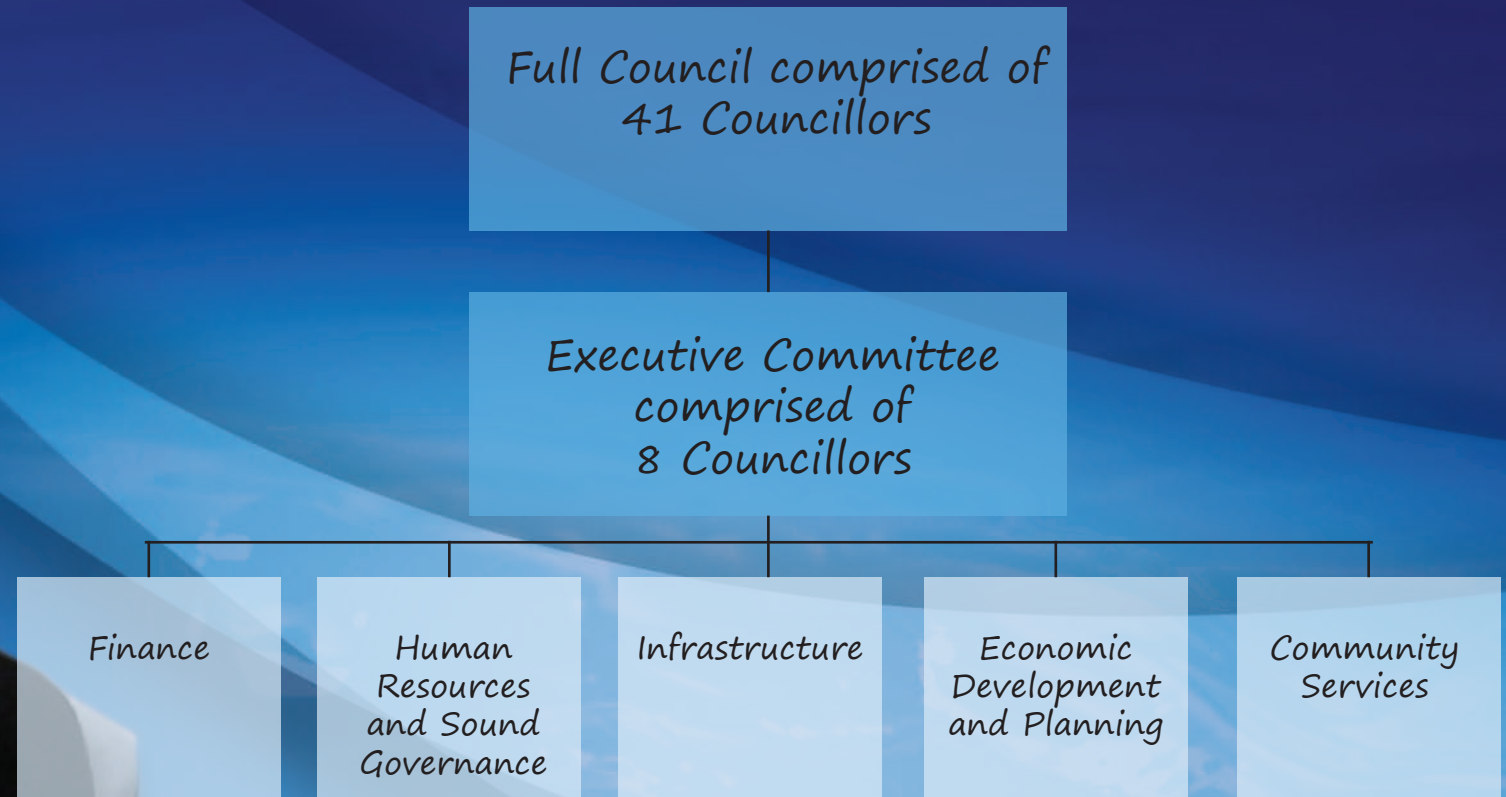 Full Council comprised of
41 Councillors
Executive Committee
comprised of
8 Councillors
Finance
Human
Resources
and Sound
Governance
Infrastructure
Economic
Development
and Planning
Community
Services